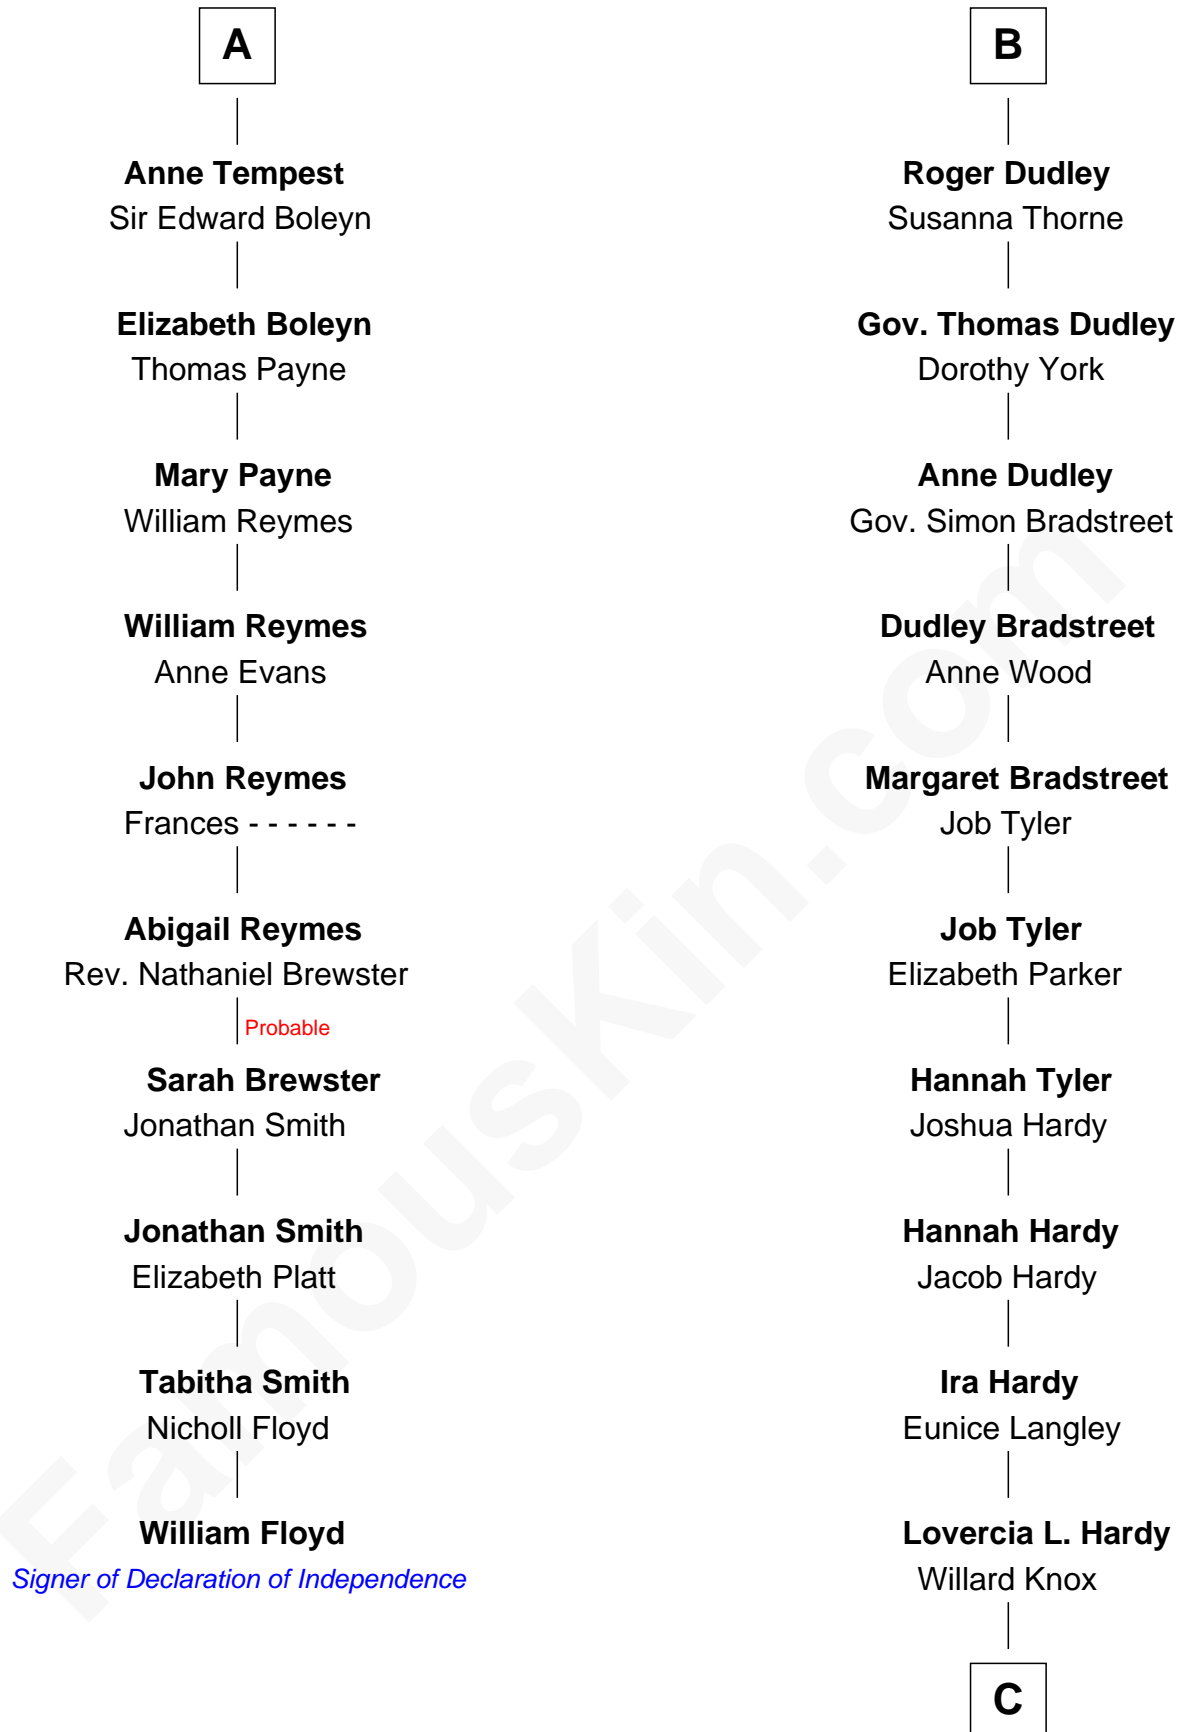 A
Anne Tempest
Sir Edward Boleyn
Elizabeth Boleyn
Thomas Payne
Mary Payne
William Reymes
William Reymes
Anne Evans
John Reymes
Frances - - - - - -
Abigail Reymes
Rev. Nathaniel Brewster
Probable
Sarah Brewster
Jonathan Smith
Jonathan Smith
Elizabeth Platt
Tabitha Smith
Nicholl Floyd
William Floyd
Signer of Declaration of Independence
B
Roger Dudley
Susanna Thorne
Gov. Thomas Dudley
Dorothy York
Anne Dudley
Gov. Simon Bradstreet
Dudley Bradstreet
Anne Wood
Margaret Bradstreet
Job Tyler
Job Tyler
Elizabeth Parker
Hannah Tyler
Joshua Hardy
Hannah Hardy
Jacob Hardy
Ira Hardy
Eunice Langley
Lovercia L. Hardy
Willard Knox
C
FamousKin.com